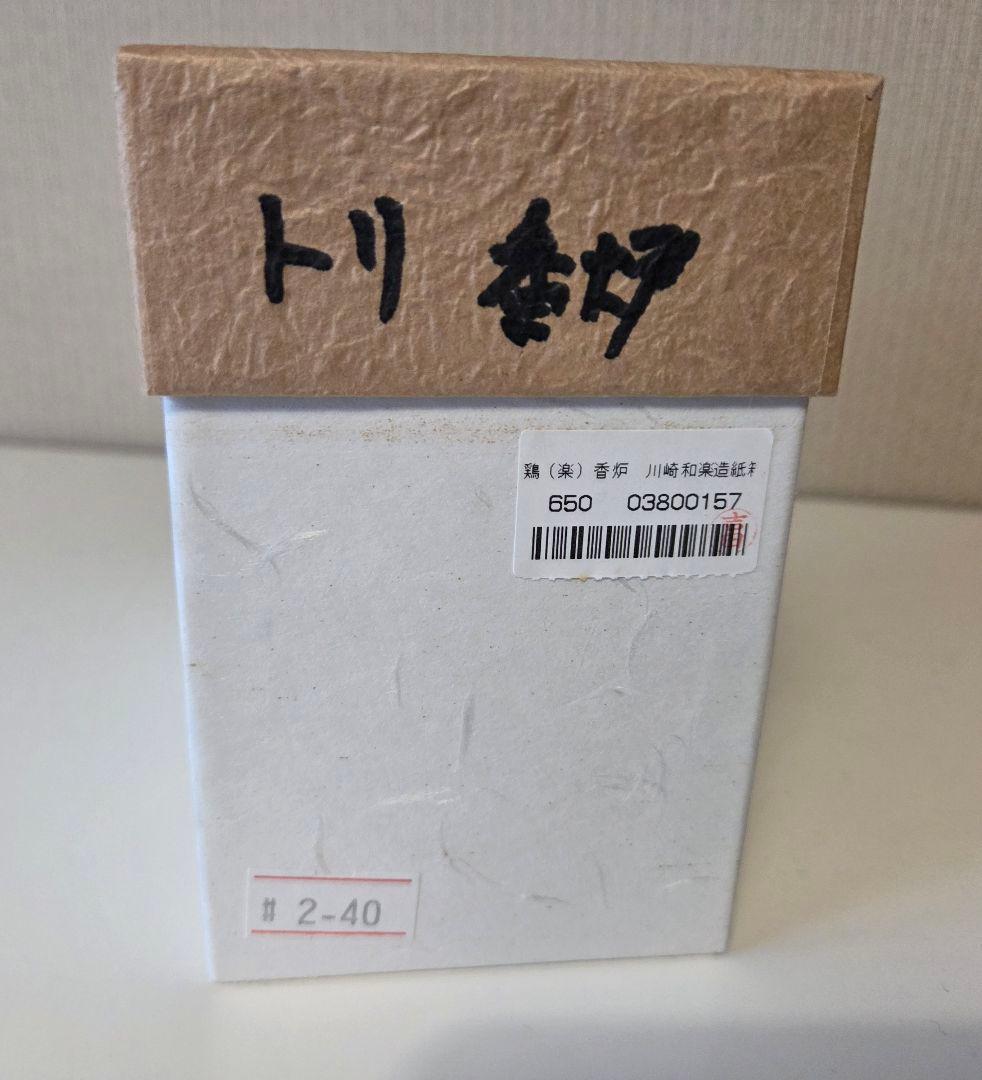 トリ 香炉
鶏（楽）香炉　川崎和楽造紙
650 03800157
# 2-40